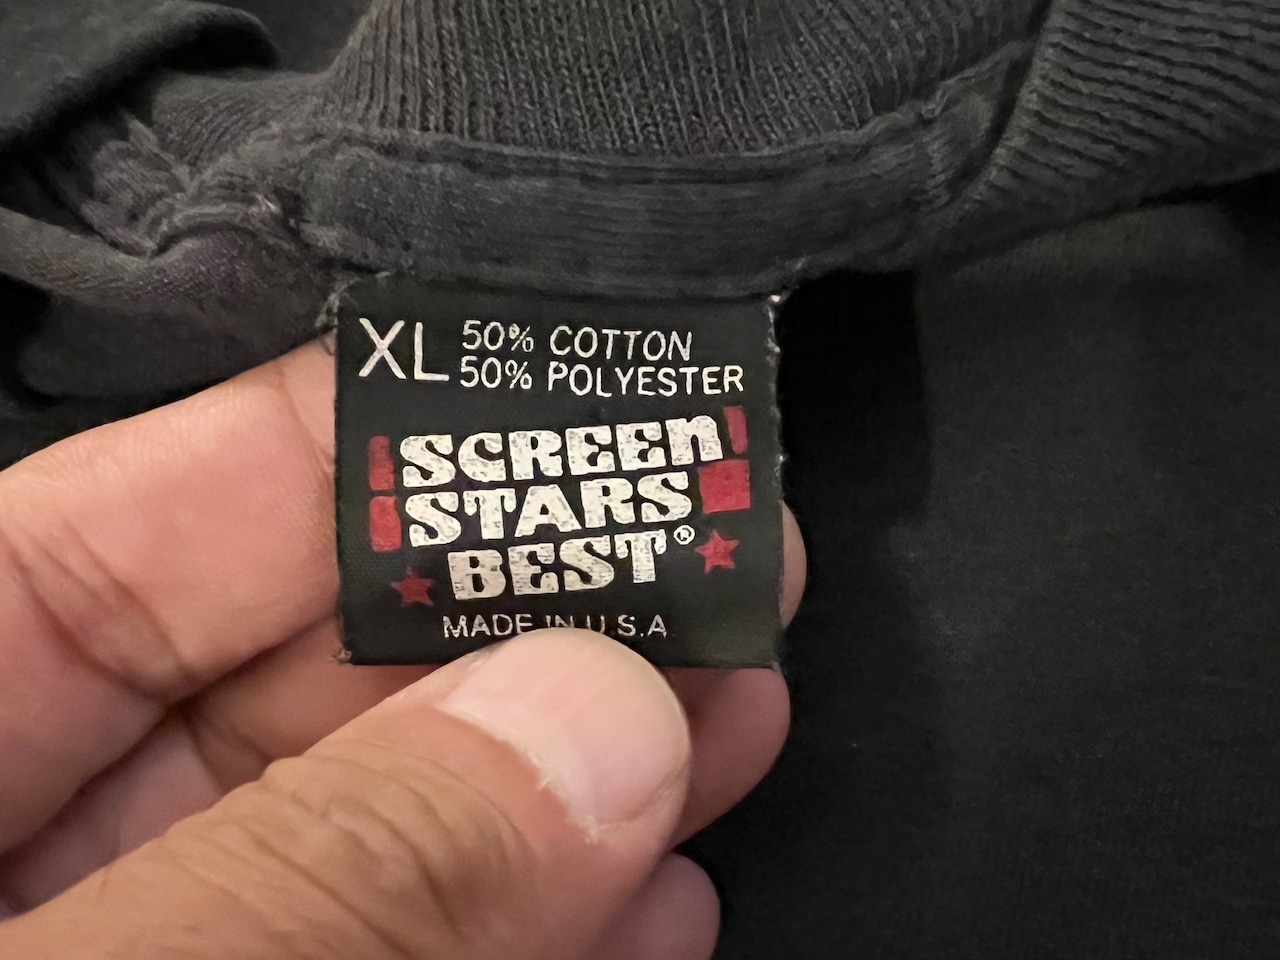 XL 50% COTTON
50% POLYESTER
SCREEn
STARS
BEST®
MADE IN U.S.A